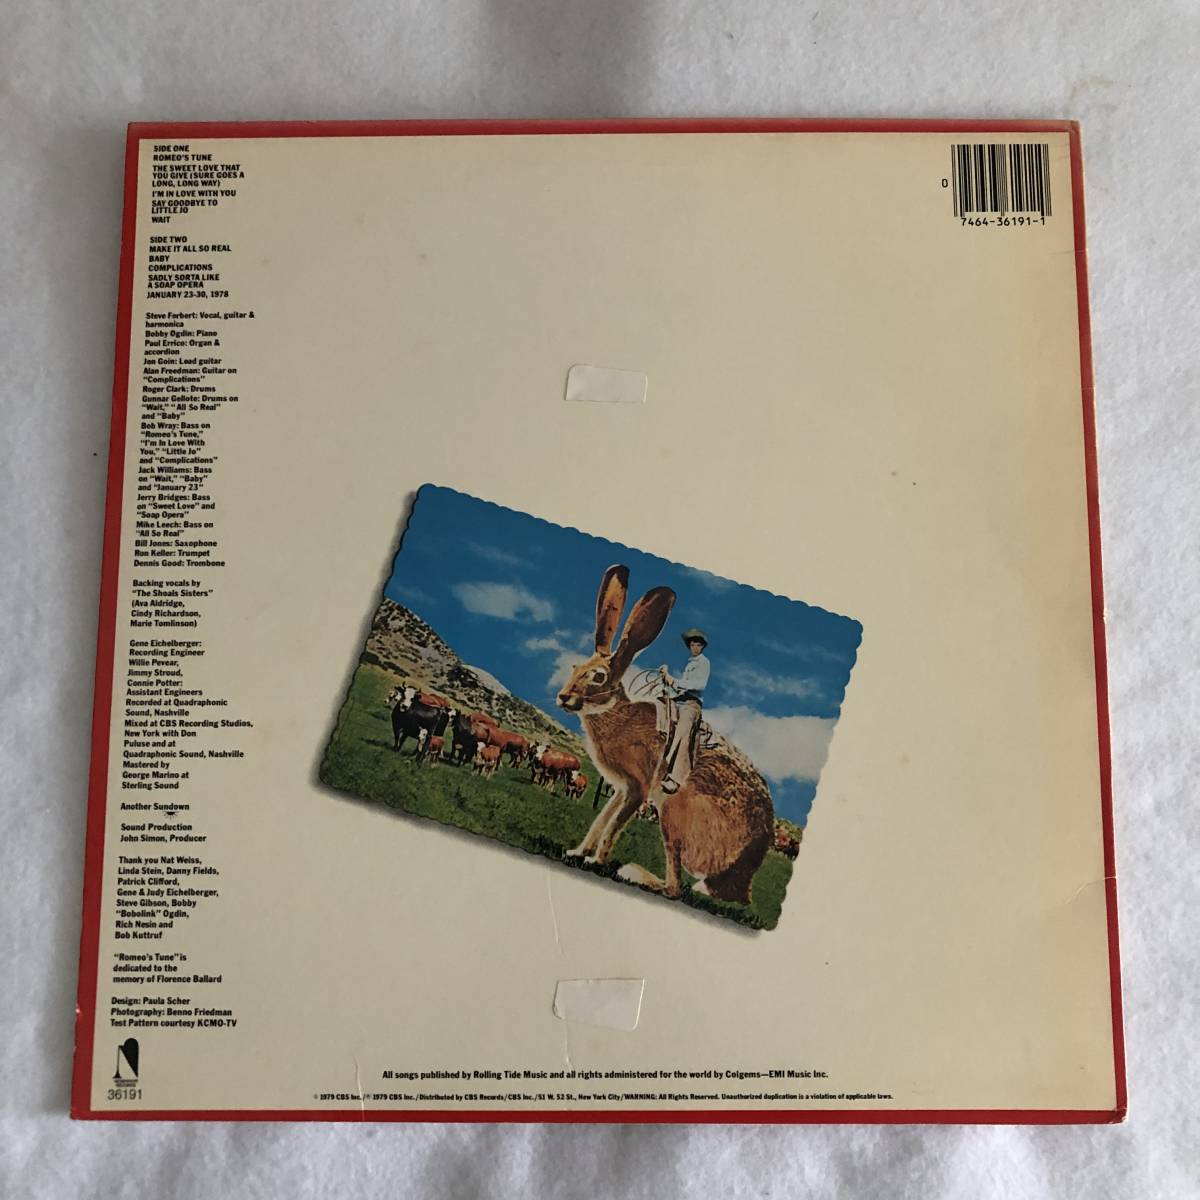 SIDE ONE
ROMEO'S TUNE
THE SWEET LOVE THAT
YOU GIVE (SURE GOES A
LONG, LONG WAY)
I'M IN LOVE WITH YOU
SAY GOODBYE TO
LITTLE JO
WAIT
SIDE TWO
MAKE IT ALL SO REAL
BABY
COMPLICATIONS
SADLY SORTA LIKE
A SOAP OPERA
JANUARY 23-30, 1978
Steve Forbert: Vocal, guitar &
harmonica
Bobby Ogdin: Piano
Paul Errico: Organ &
accordion
Jon Goin: Lead guitar
Alan Freedman: Guitar on
"Complications"
Roger Clark: Drums
Gunnar Gellote: Drums on
"Wait," "All So Real"
and "Baby"
Bob Wray: Bass on
"Romeo's Tune,"
"I'm In Love With
You," "Little Jo"
and "Complications"
Jack Williams: Bass
on "Wait," "Baby"
and "January 23"
Jerry Bridges: Bass
on "Sweet Love" and
"Soap Opera"
Mike Leech: Bass on
"All So Real"
Bill Jones: Saxophone
Ron Keller: Trumpet
Dennis Good: Trombone
Backing vocals by
"The Shoals Sisters"
(Ava Aldridge,
Cindy Richardson,
Marie Tomlinson)
Gene Eichelberger:
Recording Engineer
Willie Pevear,
Jimmy Stroud,
Connie Potter:
Assistant Engineers
Recorded at Quadraphonic
Sound, Nashville
Mixed at CBS Recording Studios,
New York with Don
Puluse and at
Quadraphonic Sound, Nashville
Mastered by
George Marino at
Sterling Sound
Another Sundown
Sound Production
John Simon, Producer
Thank you Nat Weiss,
Linda Stein, Danny Fields,
Patrick Clifford,
Gene & Judy Eichelberger,
Steve Gibson, Bobby
"Bobolink" Ogdin,
Rich Nesin and
Bob Kuttruf
"Romeo's Tune" is
dedicated to the
memory of Florence Ballard
Design: Paula Scher
Photography: Benno Friedman
Test Pattern courtesy KCMO-TV
NEMPEROR
RECORDS
36191
0
7464-36191-1
All songs published by Rolling Tide Music and all rights administered for the world by Colgems—EMI Music Inc.
© 1979 CBS Inc./℗ 1979 CBS Inc./Distributed by CBS Records/CBS Inc./51 W. 52 St., New York City/WARNING: All Rights Reserved. Unauthorized duplication is a violation of applicable laws.